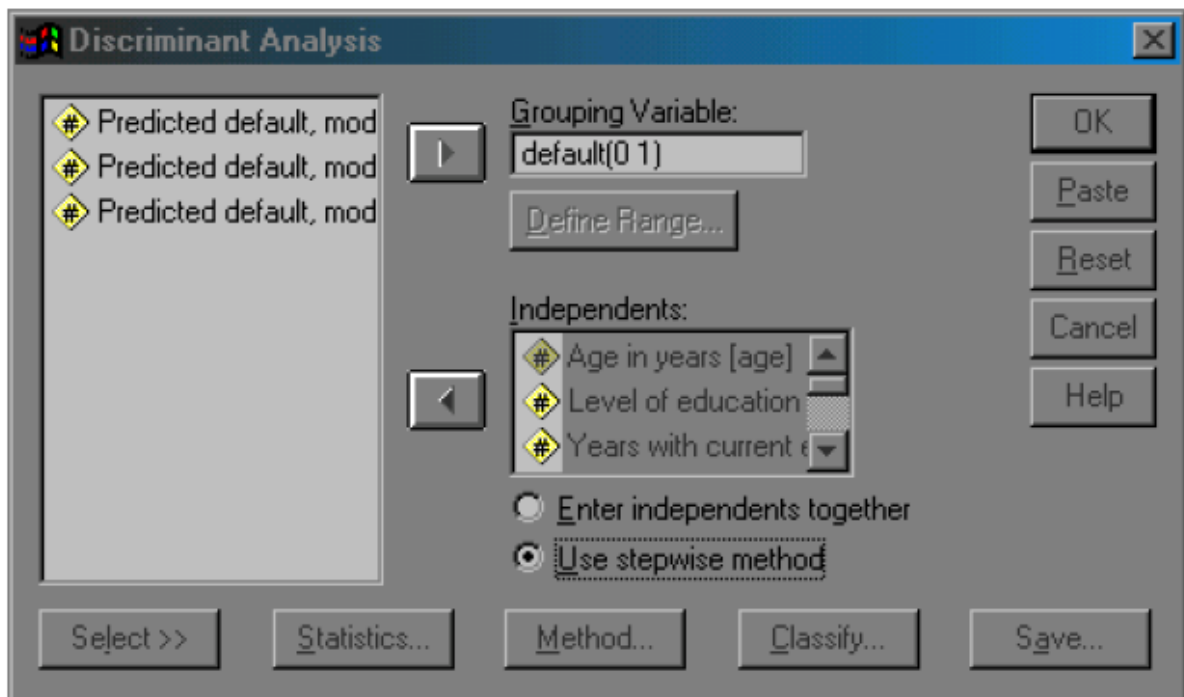 Discriminant Analysis
# Predicted default, mod
# Predicted default, mod
# Predicted default, mod
Grouping Variable:
default(0 1)
Define Range...
Independents:
# Age in years [age]
# Level of education
# Years with current e
Enter independents together
Use stepwise method
OK
Paste
Reset
Cancel
Help
Select >>
Statistics...
Method...
Classify...
Save...